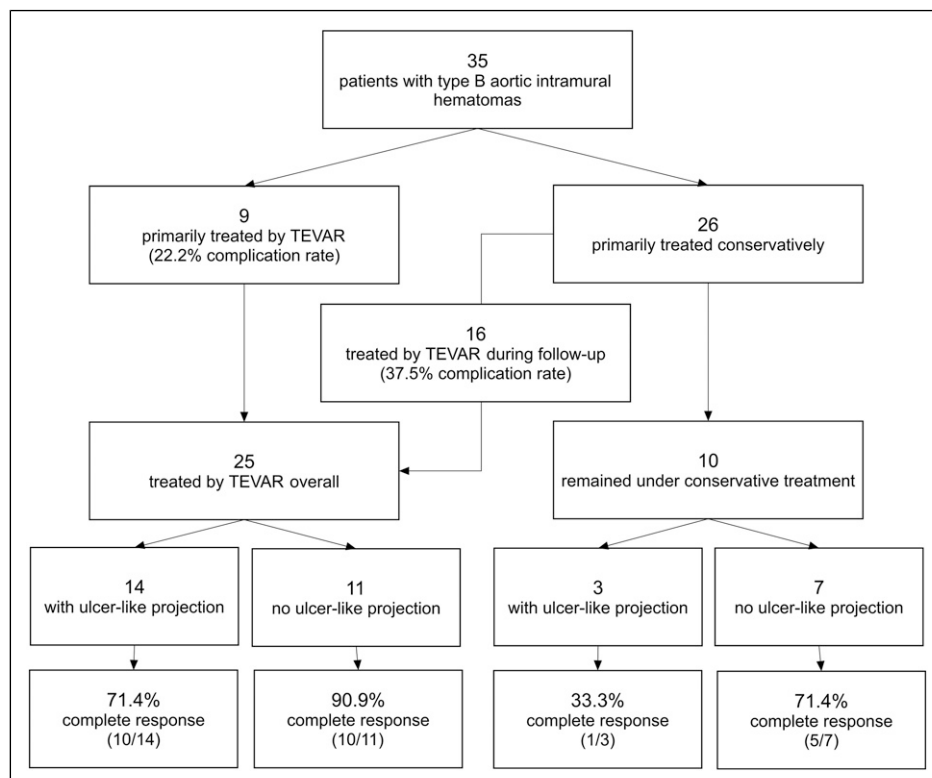 35
patients with type B aortic intramural
hematomas
9
primarily treated by TEVAR
(22.2% complication rate)
26
primarily treated conservatively
16
treated by TEVAR during follow-up
(37.5% complication rate)
25
treated by TEVAR overall
10
remained under conservative treatment
14
with ulcer-like projection
11
no ulcer-like projection
3
with ulcer-like projection
7
no ulcer-like projection
71.4%
complete response
(10/14)
90.9%
complete response
(10/11)
33.3%
complete response
(1/3)
71.4%
complete response
(5/7)